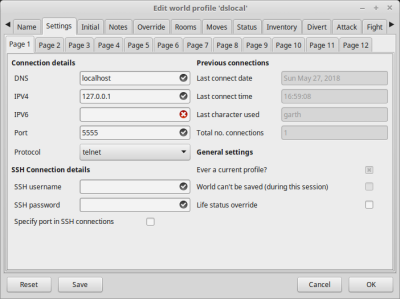 Edit world profile 'dslocal'
Name Settings Initial Notes Override Rooms Moves Status Inventory Divert Attack Fight
Page 1 Page 2 Page 3 Page 4 Page 5 Page 6 Page 7 Page 8 Page 9 Page 10 Page 11 Page 12
Connection details
DNS localhost
IPV4 127.0.0.1
IPV6
Port 5555
Protocol telnet
SSH Connection details
SSH username
SSH password
Specify port in SSH connections
Previous connections
Last connect date Sun May 27, 2018
Last connect time 16:59:08
Last character used garth
Total no. connections 1
General settings
Ever a current profile?
World can't be saved (during this session)
Life status override
Reset Save Cancel OK